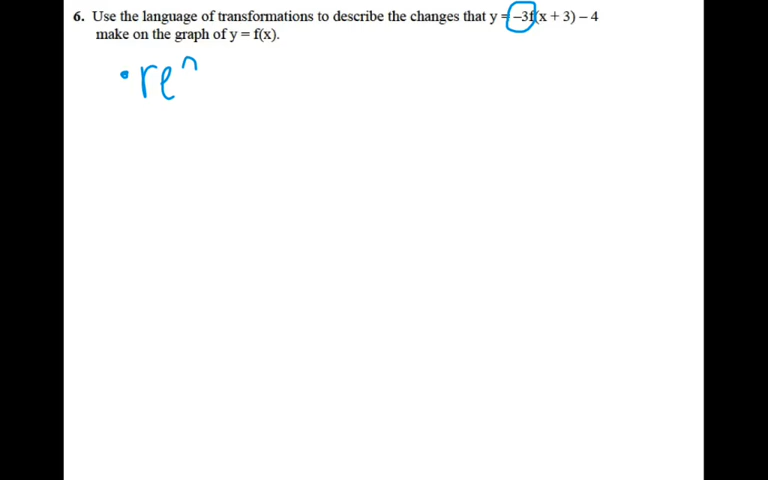 6. Use the language of transformations to describe the changes that y = –3f(x + 3) – 4
make on the graph of y = f(x).
• re